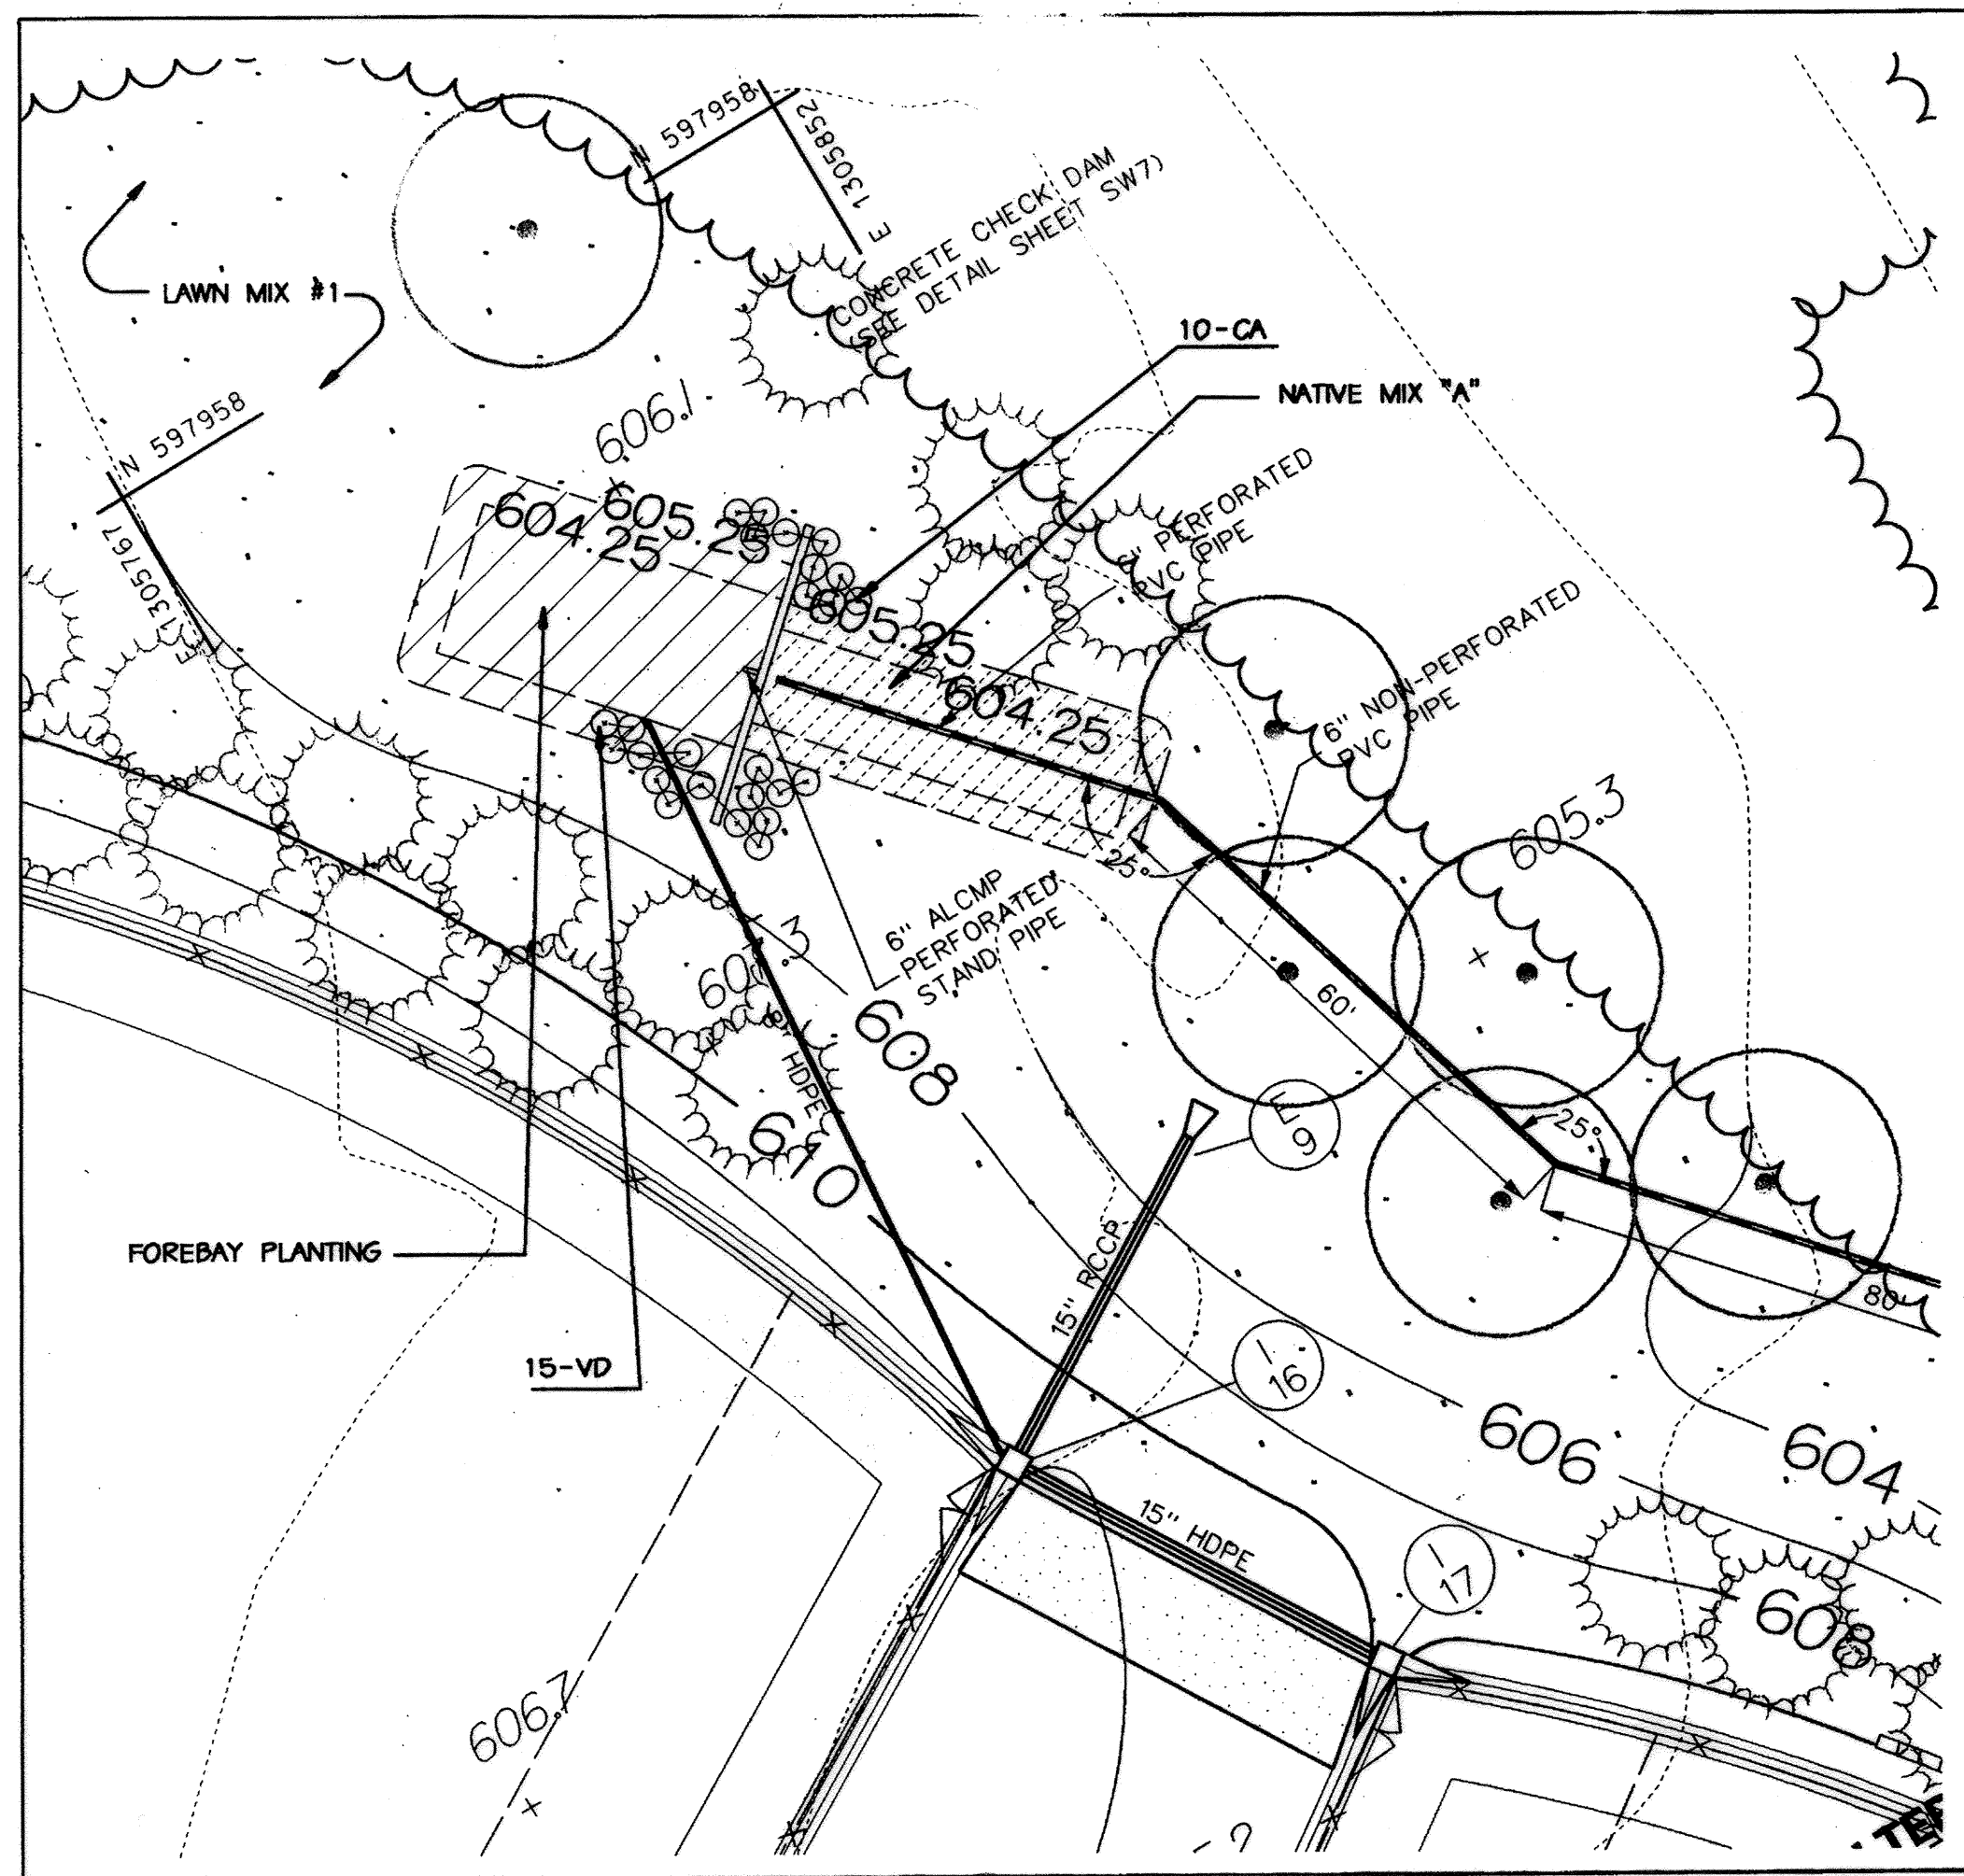 N 597958
E 1305852
CONCRETE CHECK DAM
(SEE DETAIL SHEET SW7)
LAWN MIX #1
10-CA
NATIVE MIX "A"
606.1
N 597958
E 1305767
604.25
605.25
6" PERFORATED
PVC PIPE
605.25
604.25
6" NON-PERFORATED
PVC PIPE
605.3
25°
6" ALCMP
PERFORATED
STAND PIPE
60'
608
HDPE
610
E
9
25°
FOREBAY PLANTING
15" RCCP
80'
15-VD
I
16
606
604
15" HDPE
I
17
608
606.7